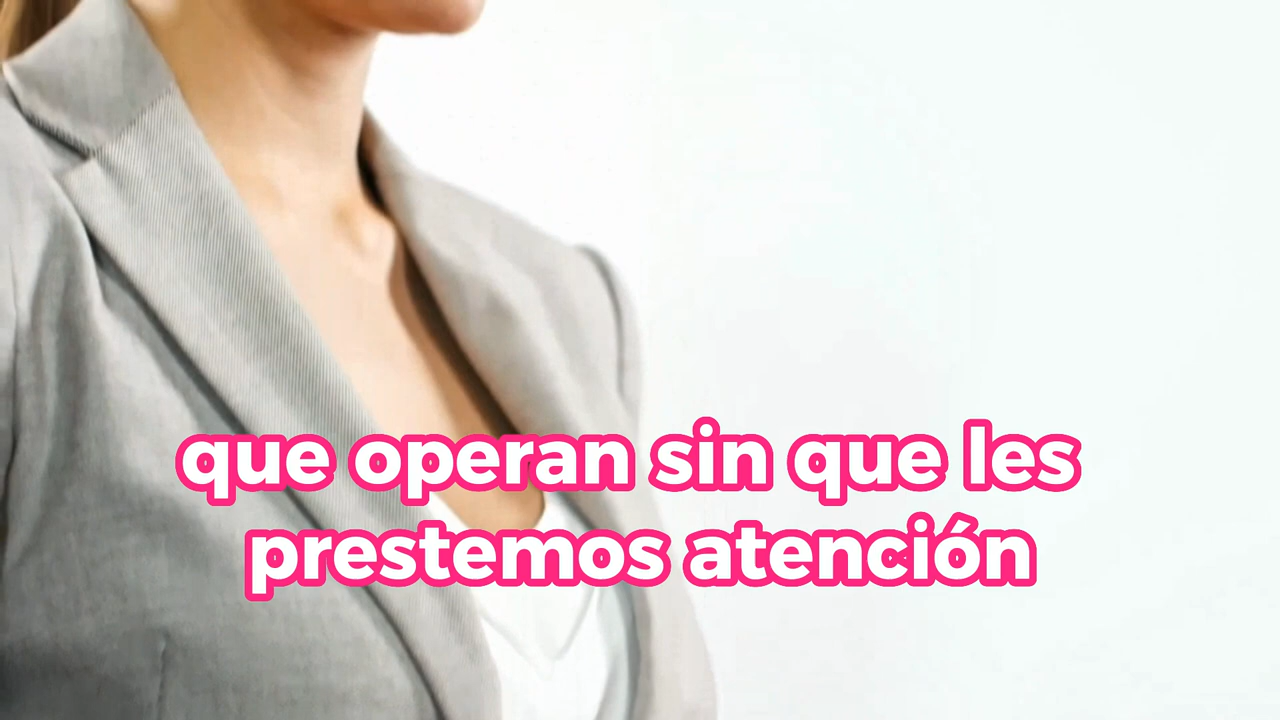 que operan sin que les
prestemos atención